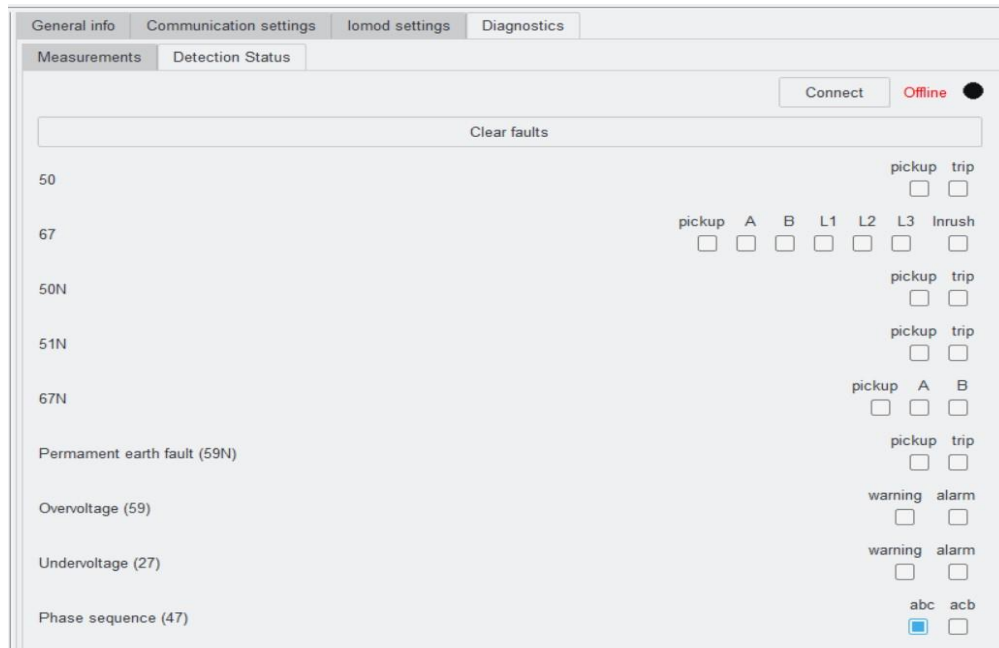 General info Communication settings Iomod settings Diagnostics
Measurements Detection Status
Connect Offline
Clear faults
pickup trip
50
pickup A B L1 L2 L3 Inrush
67
pickup trip
50N
pickup trip
51N
pickup A B
67N
pickup trip
Permament earth fault (59N)
warning alarm
Overvoltage (59)
warning alarm
Undervoltage (27)
abc acb
Phase sequence (47)